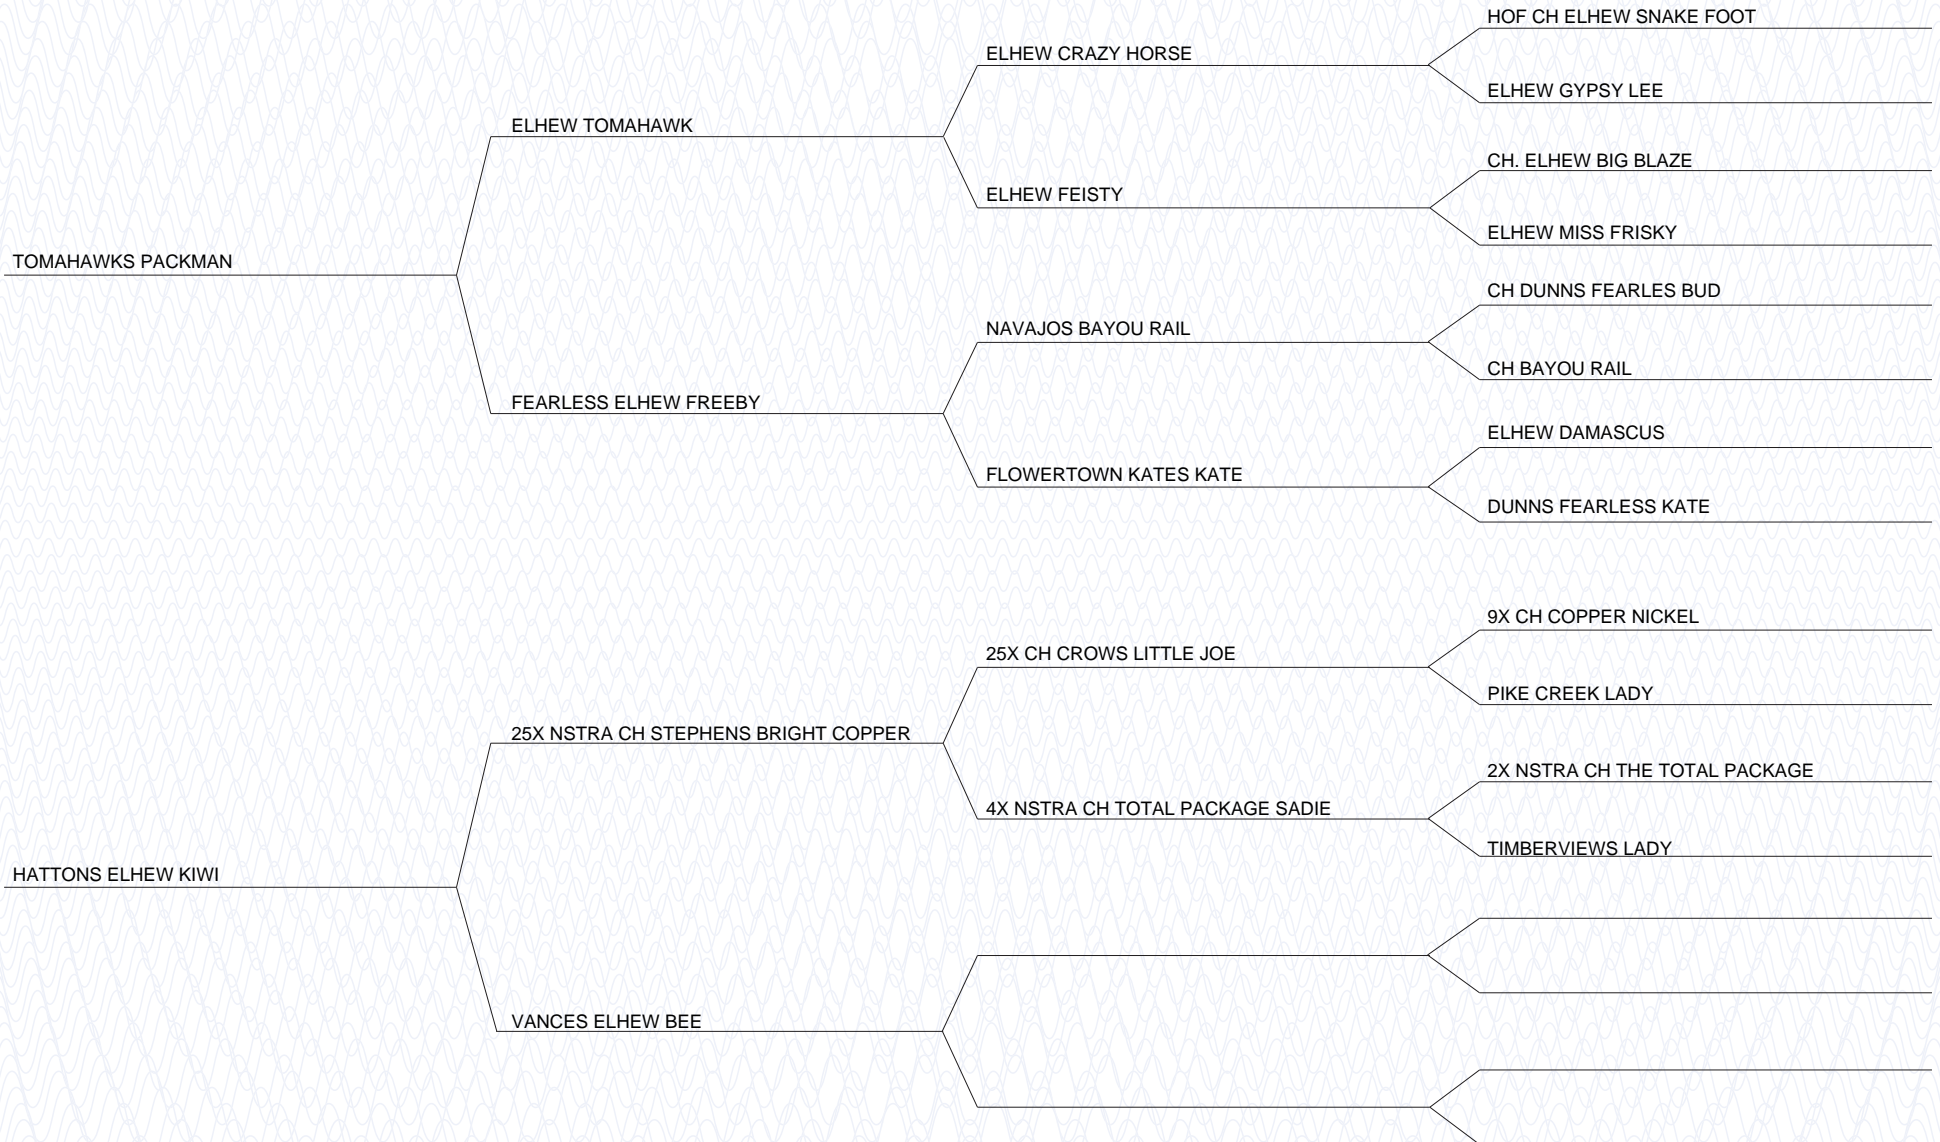 HOF CH ELHEW SNAKE FOOT
ELHEW CRAZY HORSE
ELHEW GYPSY LEE
ELHEW TOMAHAWK
CH. ELHEW BIG BLAZE
ELHEW FEISTY
ELHEW MISS FRISKY
TOMAHAWKS PACKMAN
CH DUNNS FEARLES BUD
NAVAJOS BAYOU RAIL
CH BAYOU RAIL
FEARLESS ELHEW FREEBY
ELHEW DAMASCUS
FLOWERTOWN KATES KATE
DUNNS FEARLESS KATE
9X CH COPPER NICKEL
25X CH CROWS LITTLE JOE
PIKE CREEK LADY
25X NSTRA CH STEPHENS BRIGHT COPPER
2X NSTRA CH THE TOTAL PACKAGE
4X NSTRA CH TOTAL PACKAGE SADIE
TIMBERVIEWS LADY
HATTONS ELHEW KIWI
VANCES ELHEW BEE